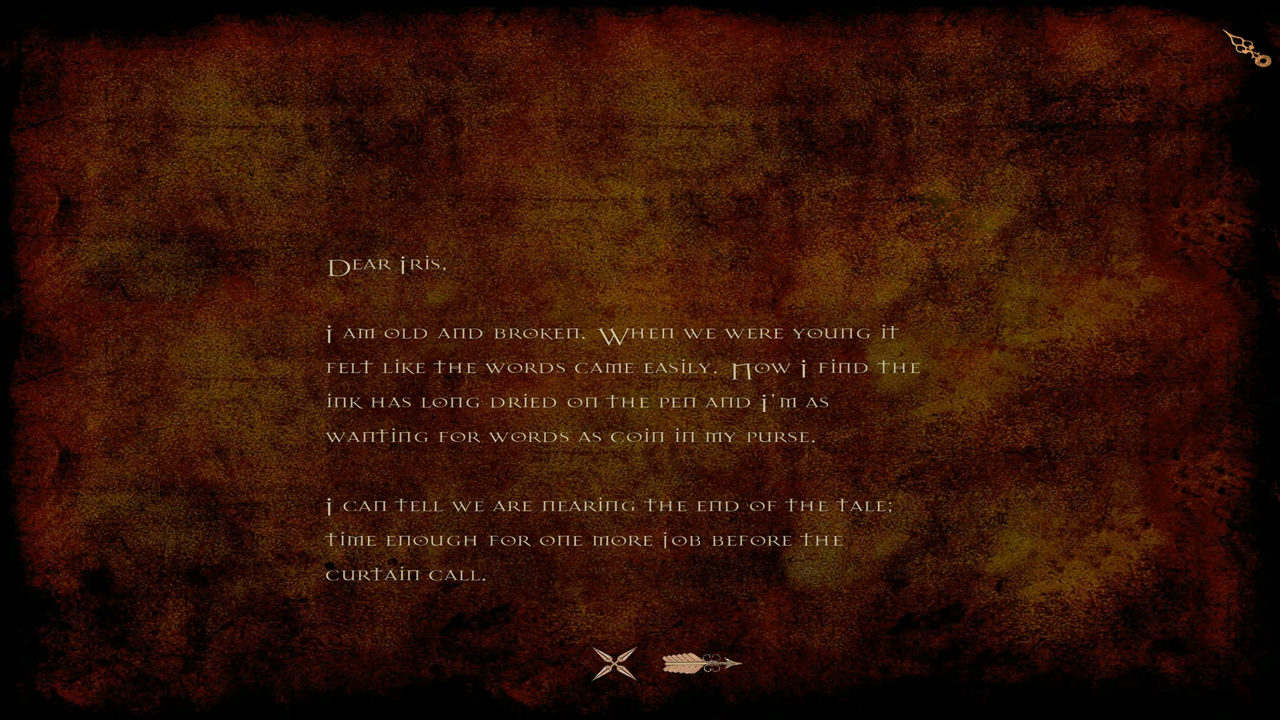 Dear Iris,
I am old and broken. When we were young it
felt like the words came easily. Now I find the
ink has long dried on the pen and I'm as
wanting for words as coin in my purse.
I can tell we are nearing the end of the tale;
time enough for one more job before the
curtain call.